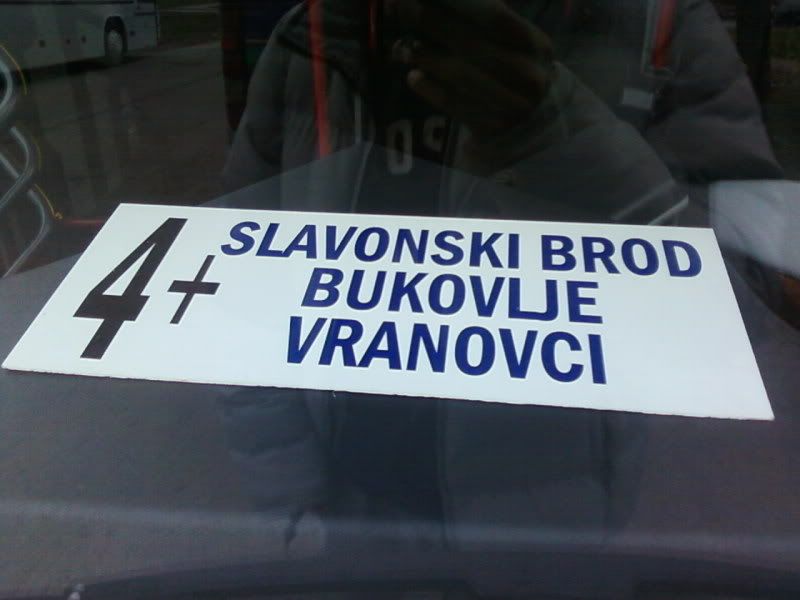 4+
SLAVONSKI BROD
BUKOVLJE
VRANOVCI